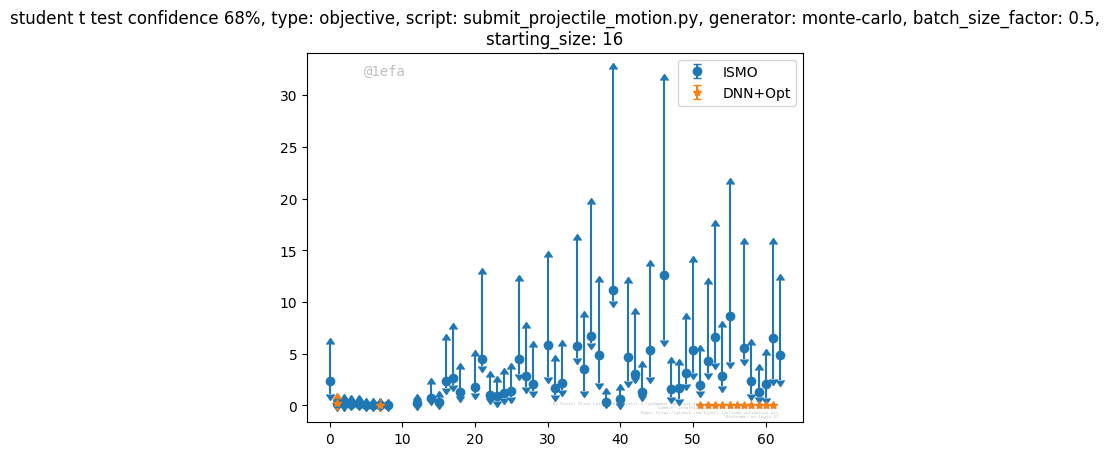 student t test confidence 68%, type: objective, script: submit_projectile_motion.py, generator: monte-carlo, batch_size_factor: 0.5,
starting_size: 16
@1efa
ISMO
DNN+Opt
30
25
20
15
10
5
0
0 10 20 30 40 50 60